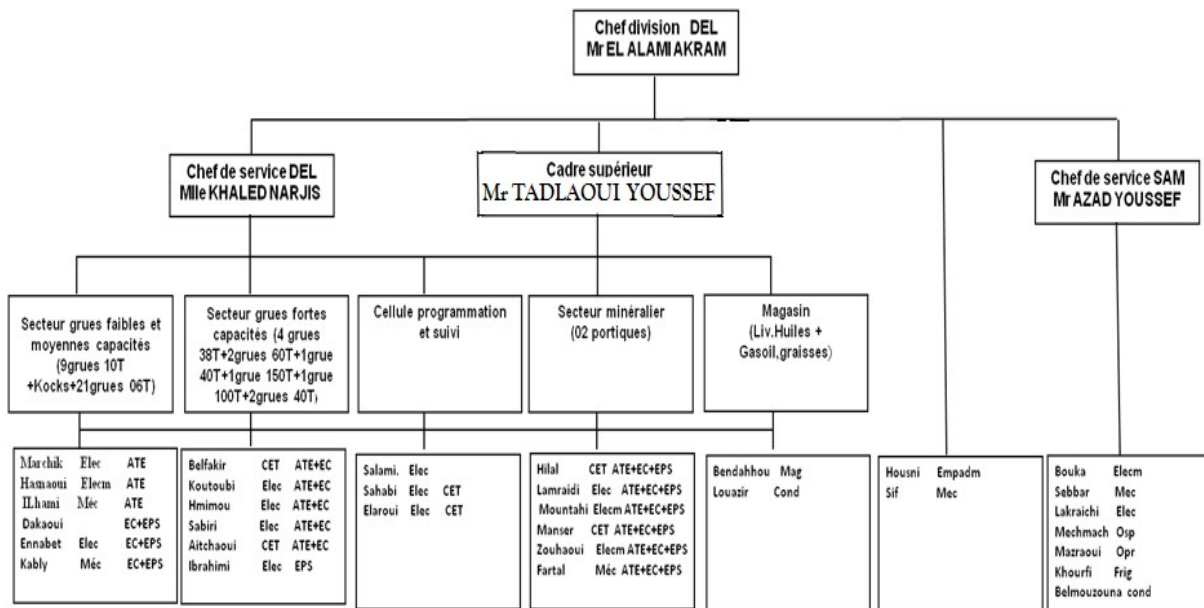 Chef division DEL
Mr EL ALAMI AKRAM
Chef de service DEL
Mlle KHALED NARJIS
Cadre supérieur
Mr TADLAOUI YOUSSEF
Chef de service SAM
Mr AZAD YOUSSEF
Secteur grues faibles et
moyennes capacités
(9grues 10T
+Kocks+21grues 06T)
Secteur grues fortes
capacités (4 grues
38T+2grues 60T+1grue
40T+1grue 150T+1grue
100T+2grues 40T)
Cellule programmation
et suivi
Secteur minéralier
(02 portiques)
Magasin
(Liv.Huiles +
Gasoil,graisses)
Marchik Elec ATE
Hasnaoui Elecm ATE
ILhami Méc ATE
Dakaoui EC+EPS
Ennabet Elec EC+EPS
Kably Méc EC+EPS
Belfakir CET ATE+EC
Koutoubi Elec ATE+EC
Hmimou Elec ATE+EC
Sabiri Elec ATE+EC
Aitchaoui CET ATE+EC
Ibrahimi Elec EPS
Salami. Elec
Sahabi Elec CET
Elaroui Elec CET
Hilal CET ATE+EC+EPS
Lamraidi Elec ATE+EC+EPS
Mountahi Elecm ATE+EC+EPS
Manser CET ATE+EC+EPS
Zouhaoui Elecm ATE+EC+EPS
Fartal Méc ATE+EC+EPS
Bendahhou Mag
Louazir Cond
Housni Empadm
Sif Mec
Bouka Elecm
Sebbar Mec
Lakraichi Elec
Mechmach Osp
Mazraoui Opr
Khourfi Frig
Belmouzouna cond